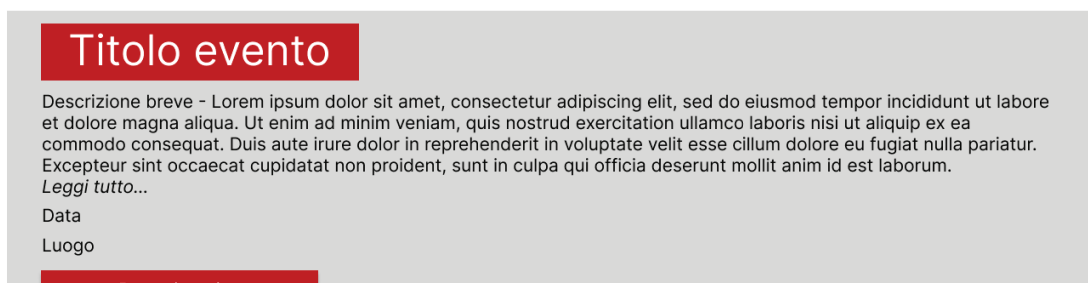 Titolo evento
Descrizione breve - Lorem ipsum dolor sit amet, consectetur adipiscing elit, sed do eiusmod tempor incididunt ut labore
et dolore magna aliqua. Ut enim ad minim veniam, quis nostrud exercitation ullamco laboris nisi ut aliquip ex ea
commodo consequat. Duis aute irure dolor in reprehenderit in voluptate velit esse cillum dolore eu fugiat nulla pariatur.
Excepteur sint occaecat cupidatat non proident, sunt in culpa qui officia deserunt mollit anim id est laborum.
Leggi tutto...
Data
Luogo